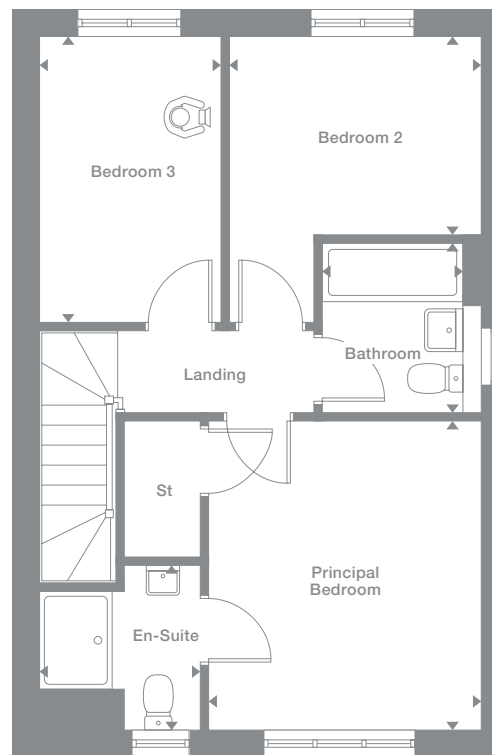 Bedroom 2
Bedroom 3
Bathroom
Landing
St
Principal
Bedroom
En-Suite